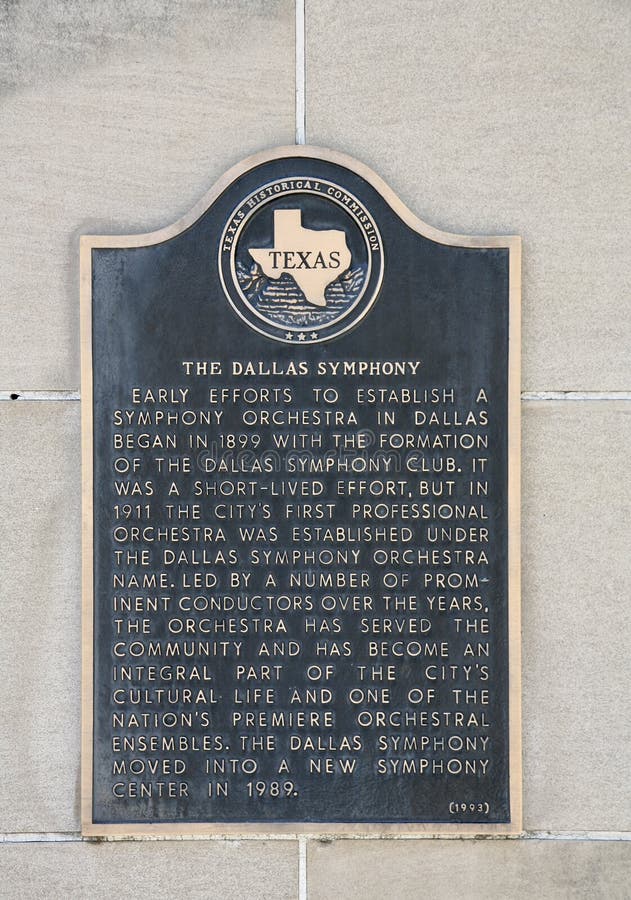 TEXAS HISTORICAL COMMISSION
TEXAS
THE DALLAS SYMPHONY
EARLY EFFORTS TO ESTABLISH A
SYMPHONY ORCHESTRA IN DALLAS
BEGAN IN 1899 WITH THE FORMATION
OF THE DALLAS SYMPHONY CLUB. IT
WAS A SHORT-LIVED EFFORT, BUT IN
1911 THE CITY'S FIRST PROFESSIONAL
ORCHESTRA WAS ESTABLISHED UNDER
THE DALLAS SYMPHONY ORCHESTRA
NAME. LED BY A NUMBER OF PROM-
INENT CONDUCTORS OVER THE YEARS,
THE ORCHESTRA HAS SERVED THE
COMMUNITY AND HAS BECOME AN
INTEGRAL PART OF THE CITY'S
CULTURAL LIFE AND ONE OF THE
NATION'S PREMIERE ORCHESTRAL
ENSEMBLES. THE DALLAS SYMPHONY
MOVED INTO A NEW SYMPHONY
CENTER IN 1989.
(1993)